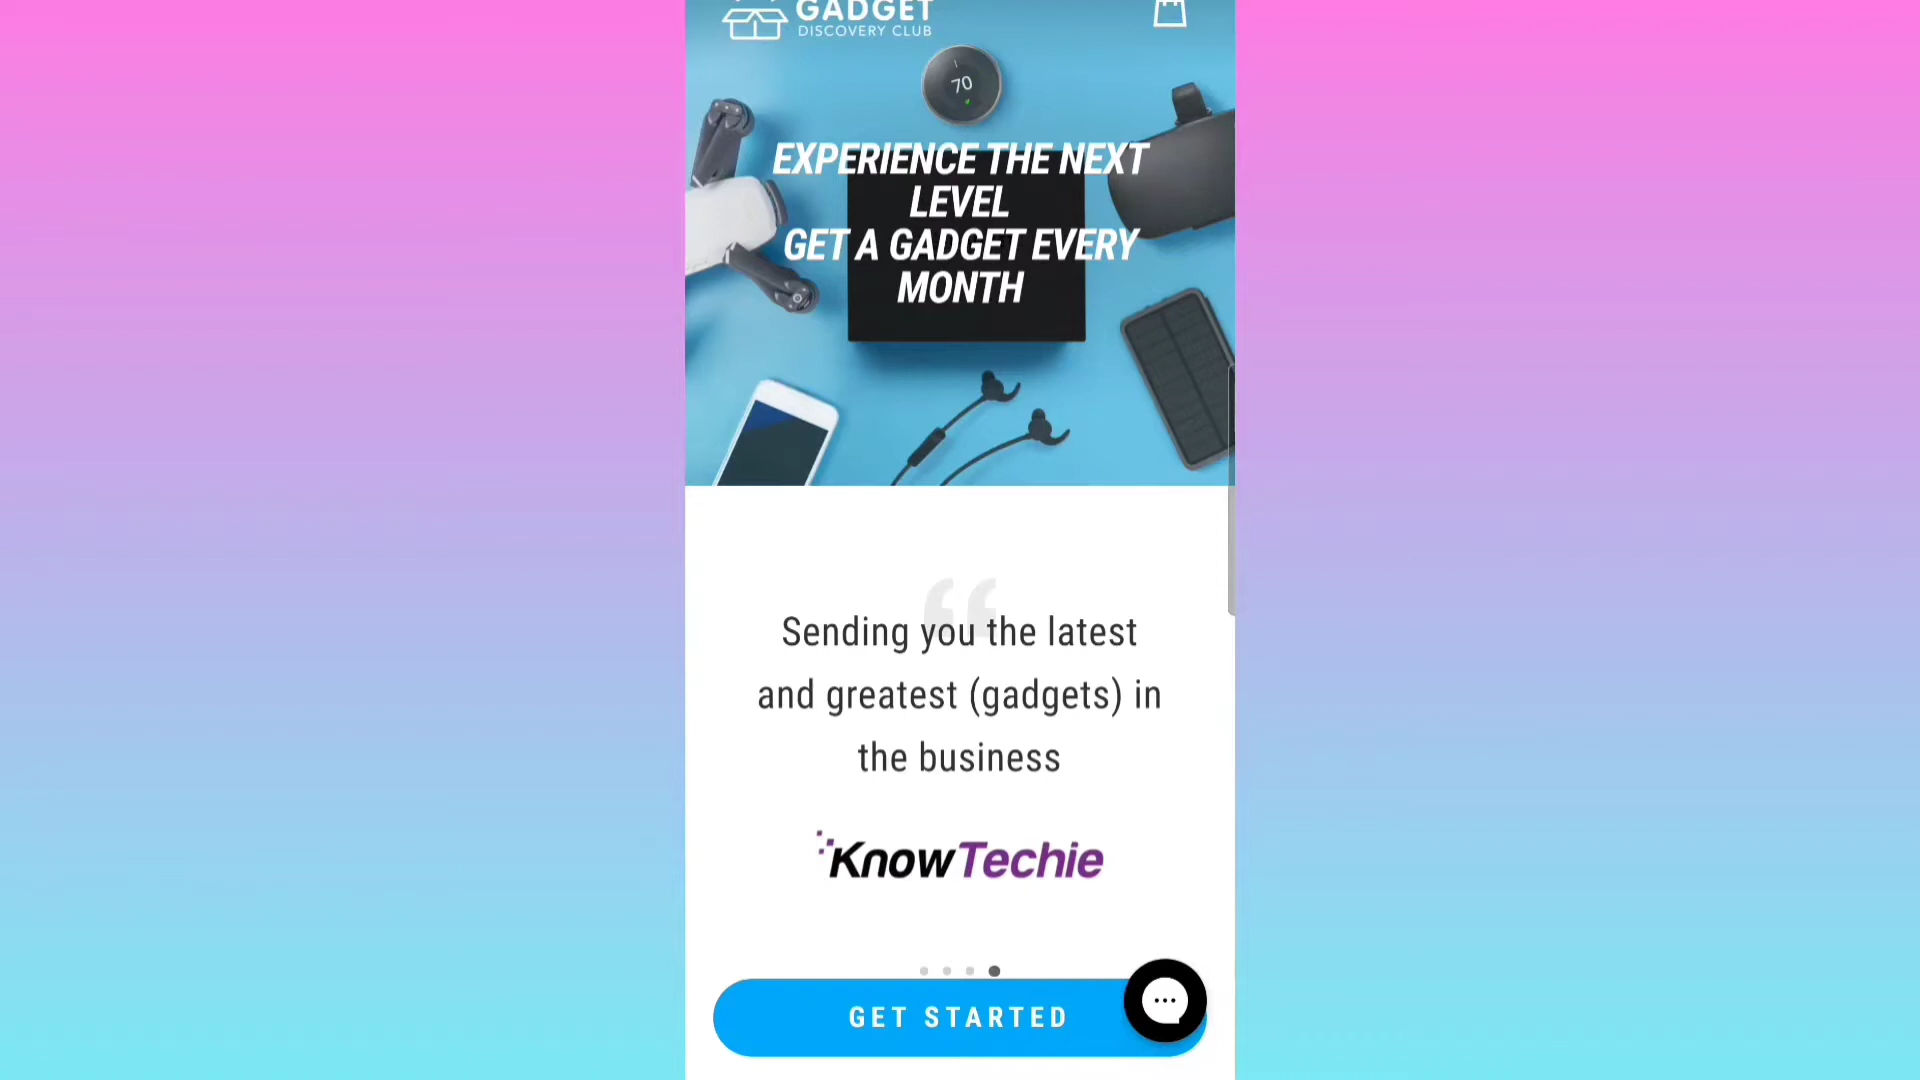 GADGET
DISCOVERY CLUB
70
EXPERIENCE THE NEXT
LEVEL
GET A GADGET EVERY
MONTH
Sending you the latest
and greatest (gadgets) in
the business
KnowTechie
GET STARTED